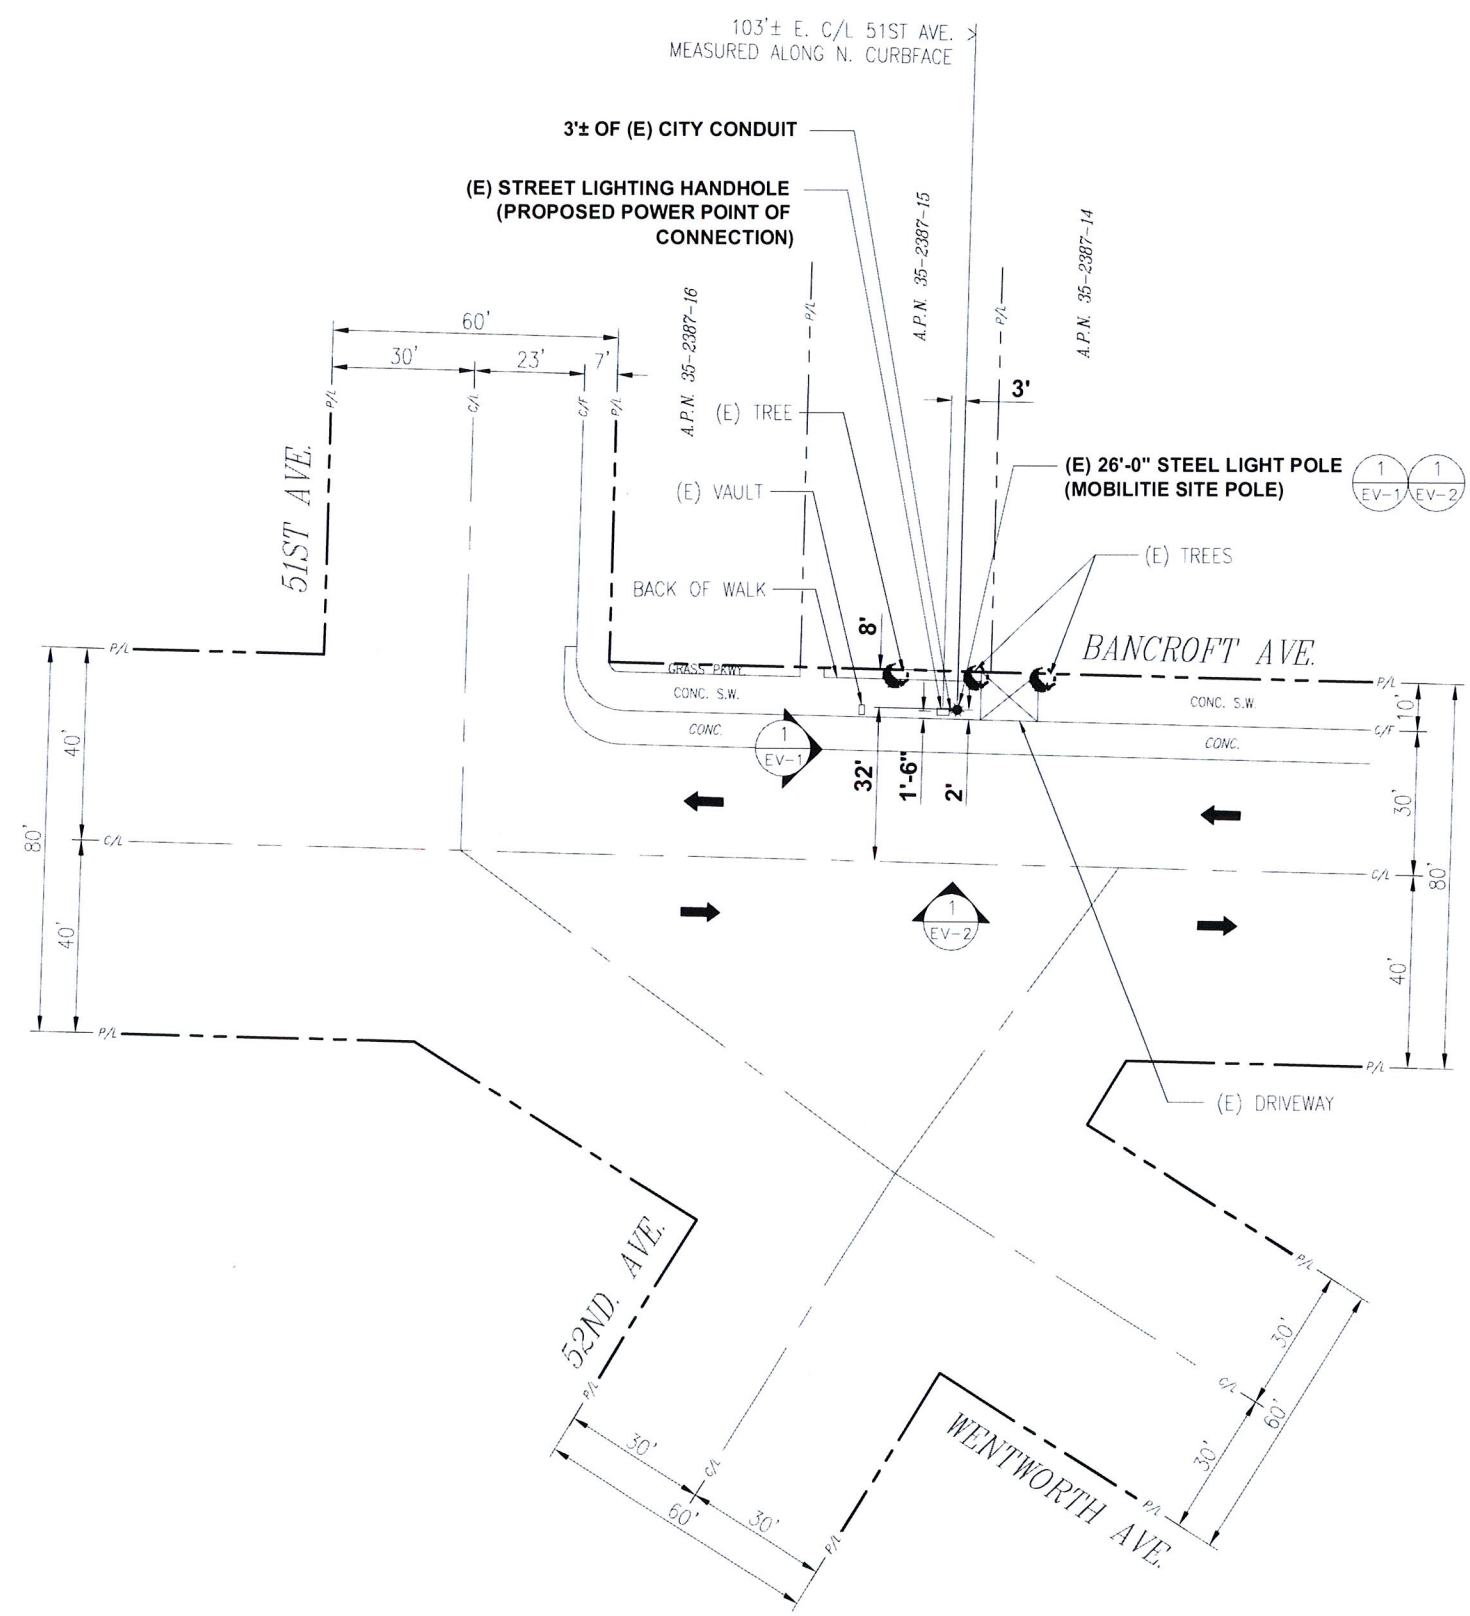 103'± E. C/L 51ST AVE.
MEASURED ALONG N. CURBFACE
3'± OF (E) CITY CONDUIT
(E) STREET LIGHTING HANDHOLE
(PROPOSED POWER POINT OF
CONNECTION)
A.P.N. 35-2387-16
A.P.N. 35-2387-15
A.P.N. 35-2387-14
P/L
P/L
60'
30'
23'
7'
P/L
C/L
C/F
P/L
3'
(E) TREE
(E) VAULT
BACK OF WALK
(E) 26'-0" STEEL LIGHT POLE
(MOBILITIE SITE POLE)
1
EV-1
1
EV-2
(E) TREES
51ST AVE.
BANCROFT AVE.
8'
P/L
GRASS PKWY.
CONC. S.W.
CONC.
CONC. S.W.
CONC.
P/L
10'
C/F
1
EV-1
32'
1'-6"
2'
40'
80'
C/L
40'
P/L
30'
80'
C/L
40'
P/L
1
EV-2
(E) DRIVEWAY
52ND. AVE.
P/L
30'
60'
C/L
30'
P/L
WENTWORTH AVE.
P/L
30'
C/L
60'
30'
P/L